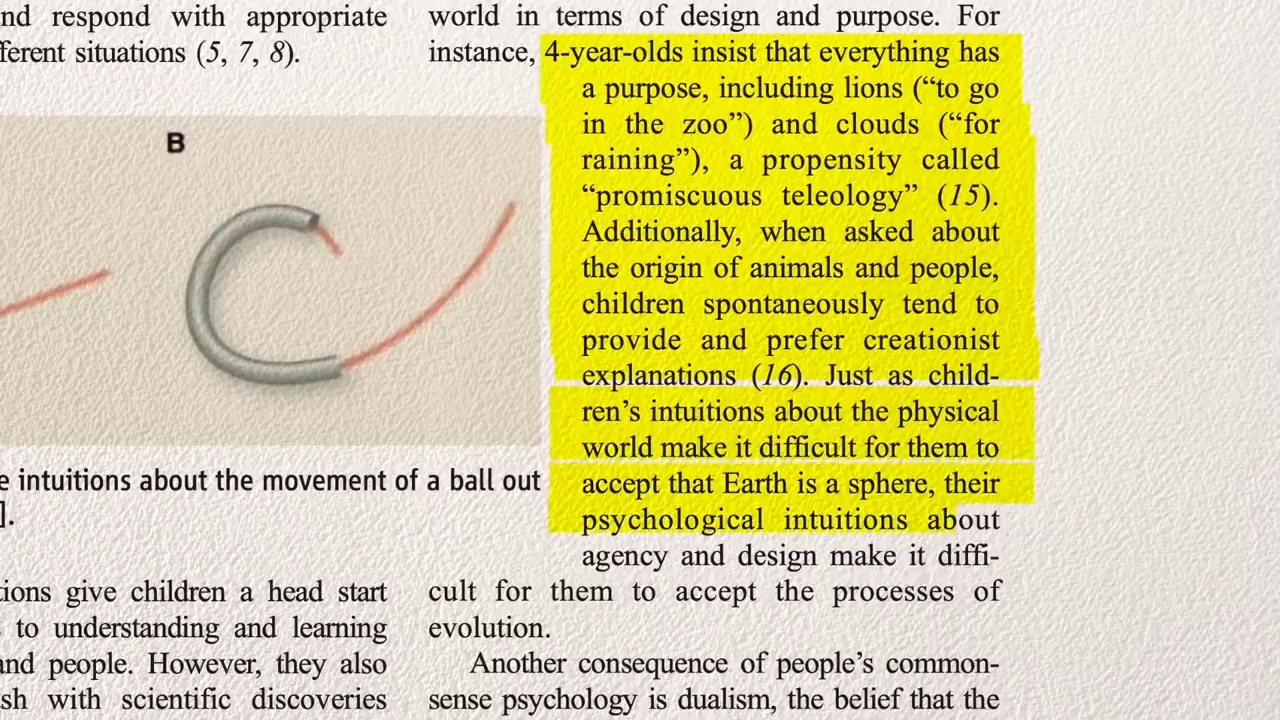 nd respond with appropriate
ferent situations (5, 7, 8).
B
e intuitions about the movement of a ball out
].
tions give children a head start
to understanding and learning
and people. However, they also
sh with scientific discoveries
world in terms of design and purpose. For
instance, 4-year-olds insist that everything has
a purpose, including lions (“to go
in the zoo”) and clouds (“for
raining”), a propensity called
“promiscuous teleology” (15).
Additionally, when asked about
the origin of animals and people,
children spontaneously tend to
provide and prefer creationist
explanations (16). Just as child-
ren’s intuitions about the physical
world make it difficult for them to
accept that Earth is a sphere, their
psychological intuitions about
agency and design make it diffi-
cult for them to accept the processes of
evolution.
Another consequence of people’s common-
sense psychology is dualism, the belief that the